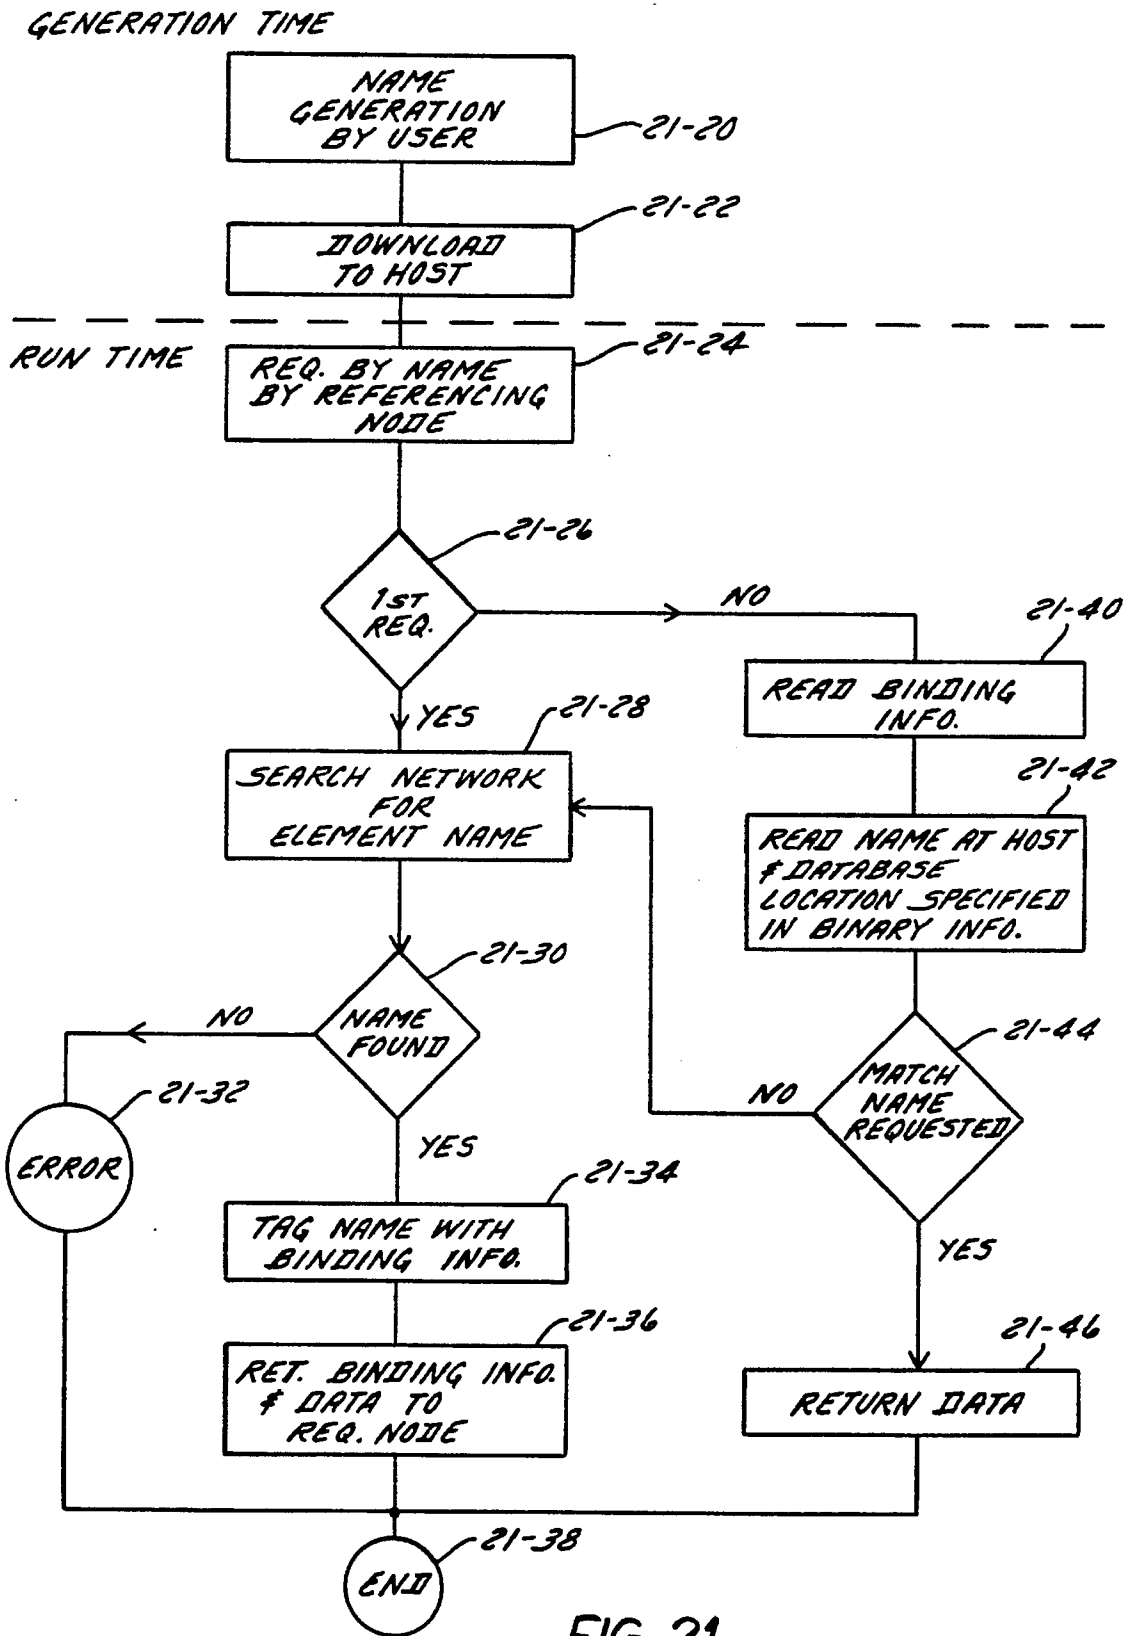 GENERATION TIME
NAME
GENERATION
BY USER
21-20
21-22
DOWNLOAD
TO HOST
RUN TIME
21-24
REQ. BY NAME
BY REFERENCING
NODE
21-26
1ST
REQ.
NO
21-40
READ BINDING
INFO.
YES
21-28
SEARCH NETWORK
FOR
ELEMENT NAME
21-42
READ NAME AT HOST
& DATABASE
LOCATION SPECIFIED
IN BINARY INFO.
21-30
NAME
FOUND
NO
21-32
ERROR
21-44
MATCH
NAME
REQUESTED
NO
YES
21-34
TAG NAME WITH
BINDING INFO.
YES
21-36
RET. BINDING INFO.
& DATA TO
REQ. NODE
21-46
RETURN DATA
21-38
END
FIG. 21